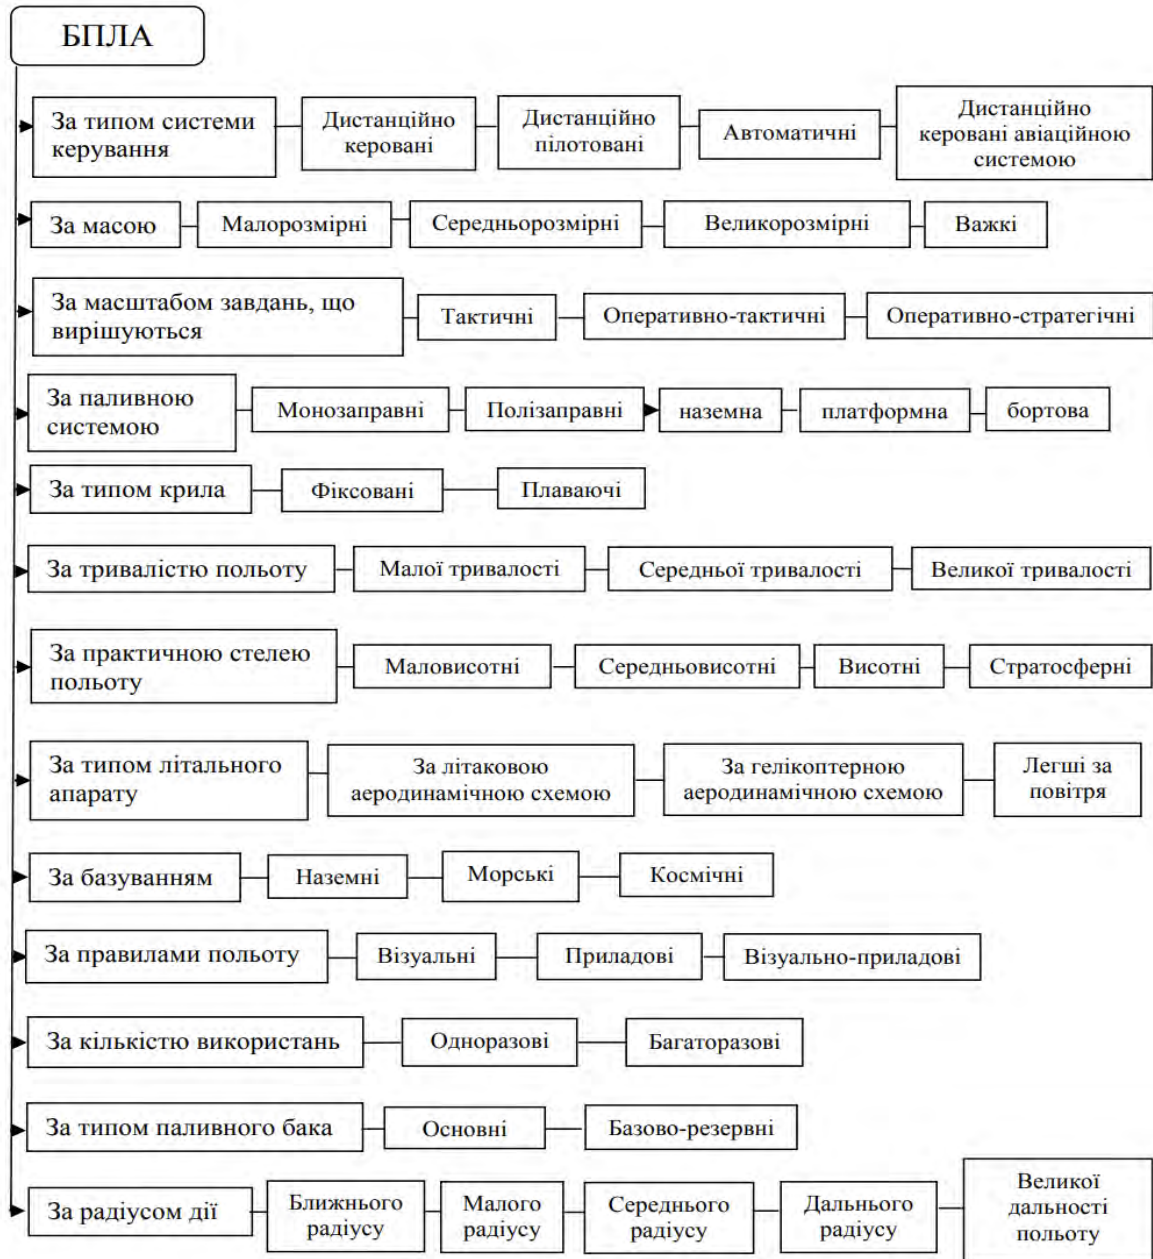 БПЛА
За типом системи
керування
Дистанційно
керовані
Дистанційно
пілотовані
Автоматичні
Дистанційно
керовані авіаційною
системою
За масою
Малорозмірні
Середньорозмірні
Великорозмірні
Важкі
За масштабом завдань, що
вирішуються
Тактичні
Оперативно-тактичні
Оперативно-стратегічні
За паливною
системою
Монозаправні
Полізаправні
наземна
платформна
бортова
За типом крила
Фіксовані
Плаваючі
За тривалістю польоту
Малої тривалості
Середньої тривалості
Великої тривалості
За практичною стелею
польоту
Маловисотні
Середньовисотні
Висотні
Стратосферні
За типом літального
апарату
За літаковою
аеродинамічною схемою
За гелікоптерною
аеродинамічною схемою
Легші за
повітря
За базуванням
Наземні
Морські
Космічні
За правилами польоту
Візуальні
Приладові
Візуально-приладові
За кількістю використань
Одноразові
Багаторазові
За типом паливного бака
Основні
Базово-резервні
За радіусом дії
Ближнього
радіусу
Малого
радіусу
Середнього
радіусу
Дальнього
радіусу
Великої
дальності
польоту